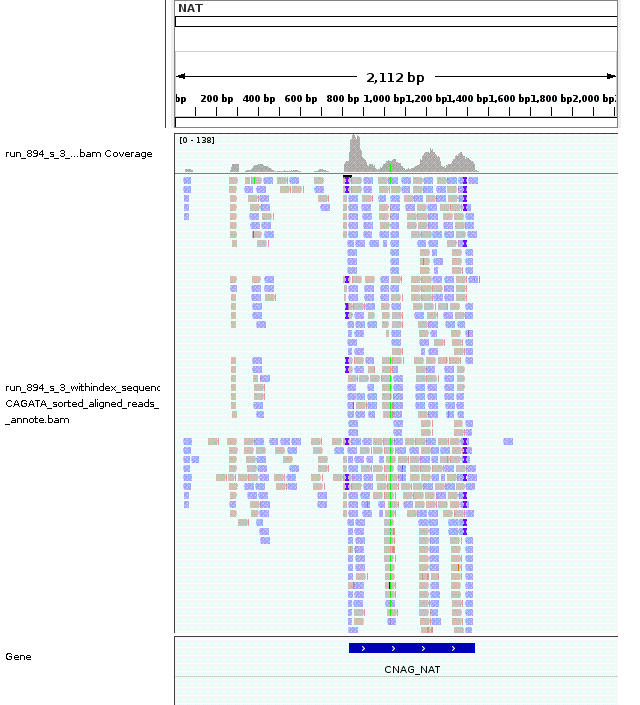 NAT
2,112 bp
bp 200 bp 400 bp 600 bp 800 bp 1,000 bp 1,200 bp 1,400 bp 1,600 bp 1,800 bp 2,000 bp
[0 - 138]
run_894_s_3_...bam Coverage
run_894_s_3_withindex_sequenc
CAGATA_sorted_aligned_reads_
_annote.bam
Gene
CNAG_NAT